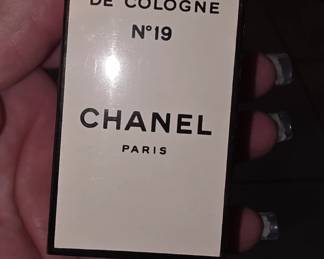 DE COLOGNE
N°19
CHANEL
PARIS